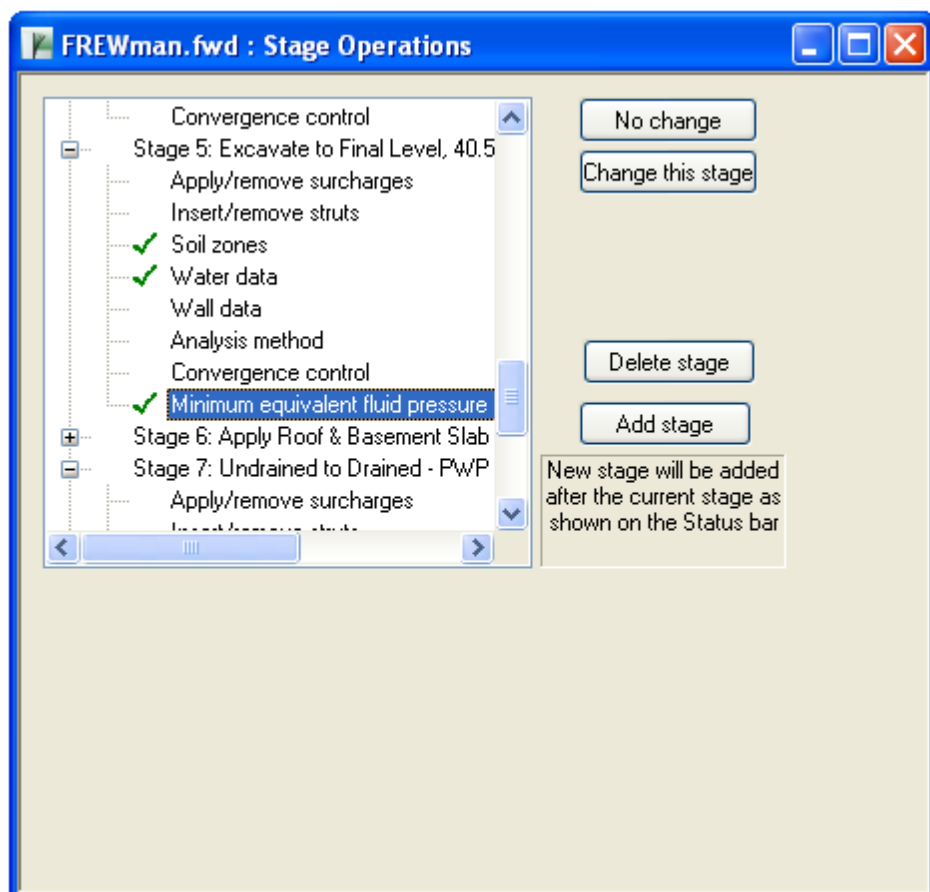 FREWman.fwd : Stage Operations
Convergence control
Stage 5: Excavate to Final Level, 40.5
Apply/remove surcharges
Insert/remove struts
Soil zones
Water data
Wall data
Analysis method
Convergence control
Minimum equivalent fluid pressure
Stage 6: Apply Roof & Basement Slab
Stage 7: Undrained to Drained - PWP
Apply/remove surcharges
Insert/remove struts
No change
Change this stage
Delete stage
Add stage
New stage will be added
after the current stage as
shown on the Status bar